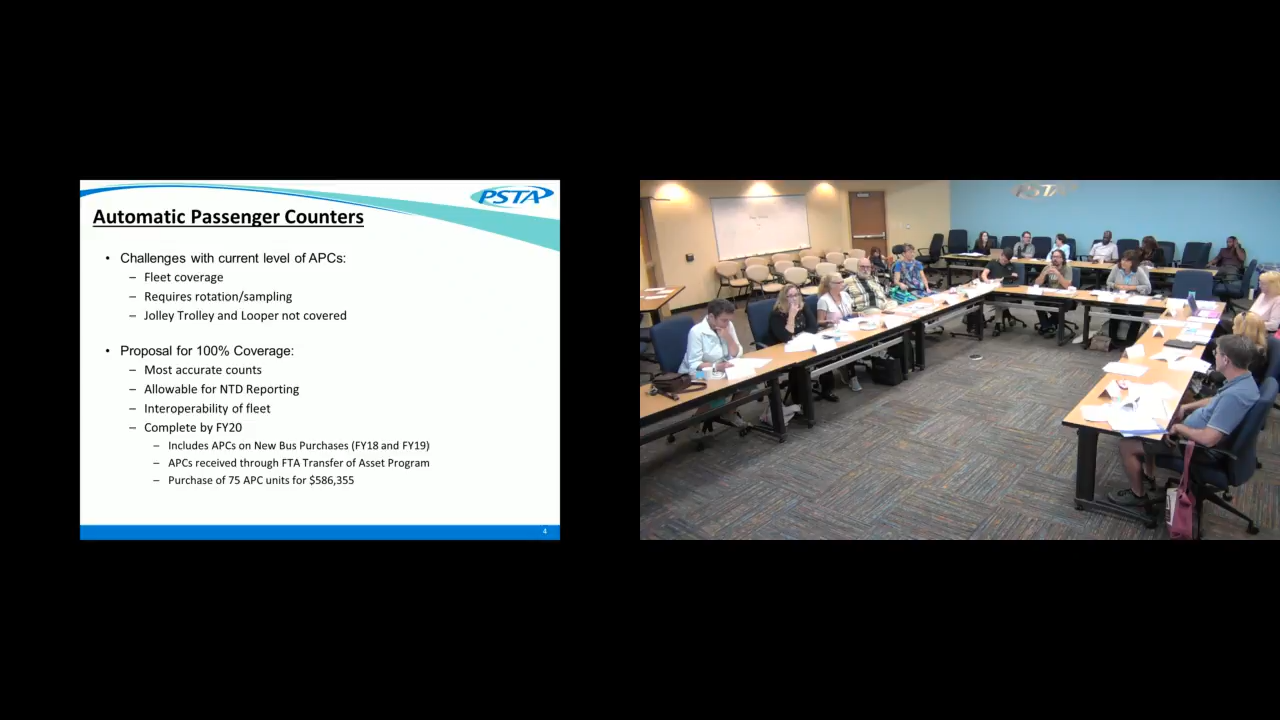 PSTA
Automatic Passenger Counters
• Challenges with current level of APCs:
– Fleet coverage
– Requires rotation/sampling
– Jolley Trolley and Looper not covered
• Proposal for 100% Coverage:
– Most accurate counts
– Allowable for NTD Reporting
– Interoperability of fleet
– Complete by FY20
– Includes APCs on New Bus Purchases (FY18 and FY19)
– APCs received through FTA Transfer of Asset Program
– Purchase of 75 APC units for $586,355
4
PSTA